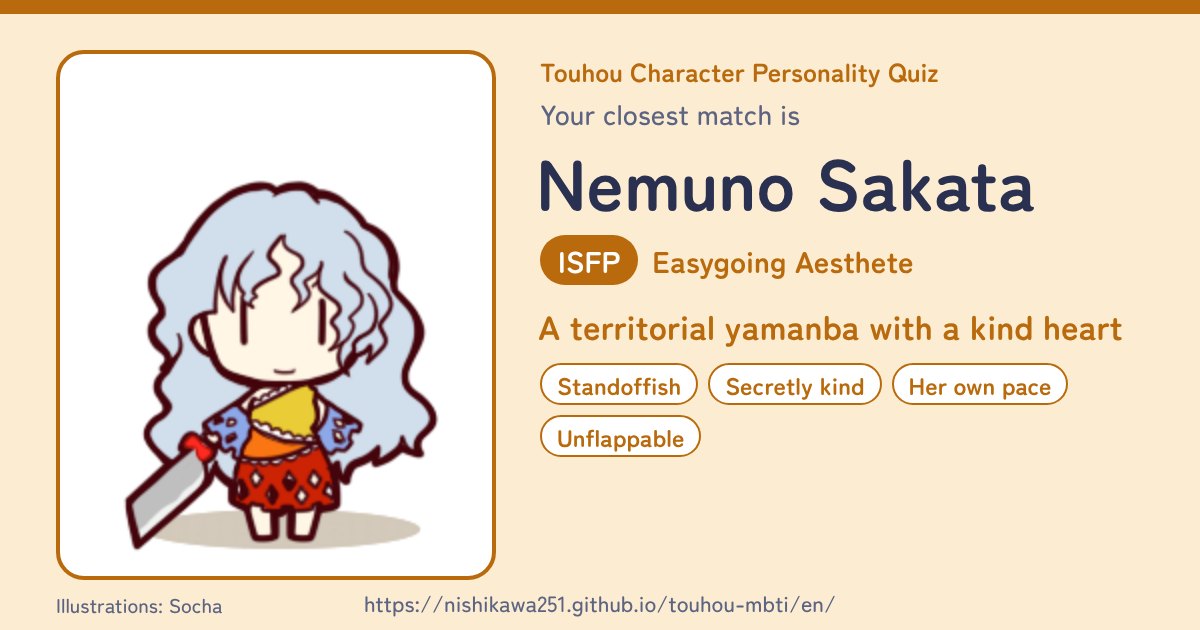 Touhou Character Personality Quiz
Your closest match is
Nemuno Sakata
ISFP Easygoing Aesthete
A territorial yamanba with a kind heart
Standoffish Secretly kind Her own pace
Unflappable
Illustrations: Socha https://nishikawa251.github.io/touhou-mbti/en/